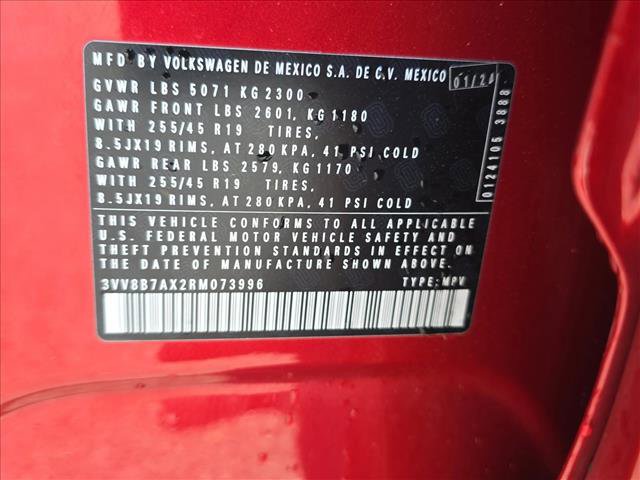 MFD BY VOLKSWAGEN DE MEXICO S.A. DE C.V. MEXICO 01/24
GVWR LBS 5071 KG 2300
GAWR FRONT LBS 2601, KG 1180
WITH 255/45 R19 TIRES,
8.5JX19 RIMS, AT 280 KPA, 41 PSI COLD
GAWR REAR LBS 2579, KG 1170
WITH 255/45 R19 TIRES,
8.5JX19 RIMS, AT 280 KPA, 41 PSI COLD
THIS VEHICLE CONFORMS TO ALL APPLICABLE
U.S. FEDERAL MOTOR VEHICLE SAFETY AND
THEFT PREVENTION STANDARDS IN EFFECT ON
THE DATE OF MANUFACTURE SHOWN ABOVE
3VV8B7AX2RM073996 TYPE: MPV
0124105 3888